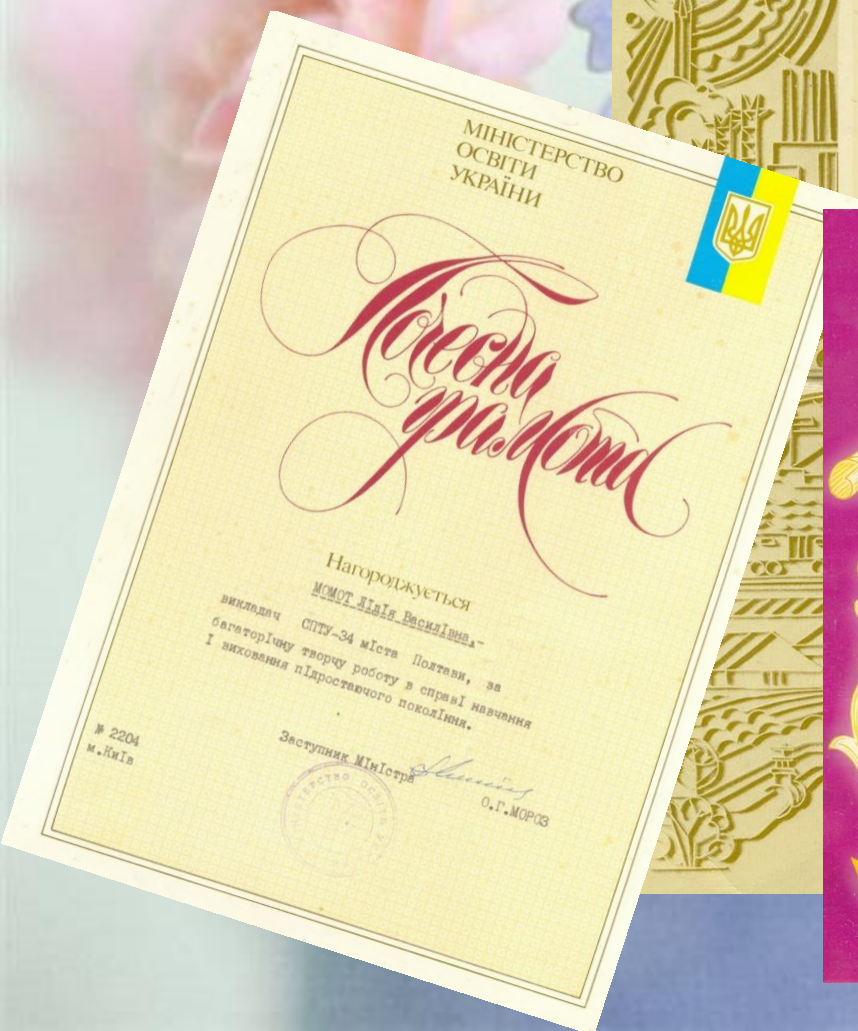 МІНІСТЕРСТВО
ОСВІТИ
УКРАЇНИ
Почесна
грамота
Нагороджується
МОМОТ ЛІвІя ВасилІвна,-
викладач СПТУ-34 мІста Полтави, за
багаторІчну творчу роботу в справІ навчання
І виховання пІдростаючого поколІння.
№ 2204
м.КиЇв
Заступник МІнІстра
О.Г.МОРОЗ